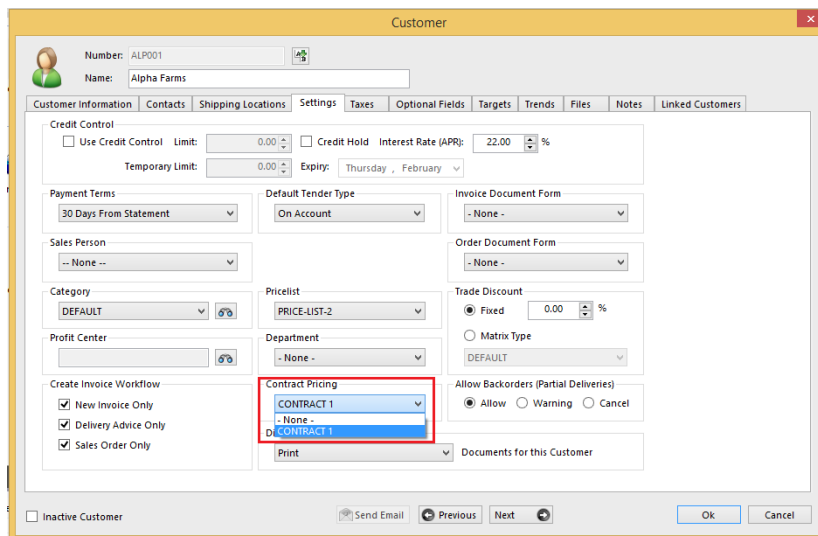 Customer
Number: ALP001
Name: Alpha Farms
Customer Information Contacts Shipping Locations Settings Taxes Optional Fields Targets Trends Files Notes Linked Customers
Credit Control
Use Credit Control Limit: 0.00 Credit Hold Interest Rate (APR): 22.00 %
Temporary Limit: 0.00 Expiry: Thursday , February
Payment Terms Default Tender Type Invoice Document Form
30 Days From Statement On Account - None -
Sales Person Order Document Form
-- None -- - None -
Category Pricelist Trade Discount
DEFAULT PRICE-LIST-2 Fixed 0.00 %
Matrix Type
Profit Center Department
- None - DEFAULT
Create Invoice Workflow Contract Pricing Allow Backorders (Partial Deliveries)
New Invoice Only CONTRACT 1 Allow Warning Cancel
- None -
Delivery Advice Only CONTRACT 1
Sales Order Only
Print Documents for this Customer
Inactive Customer Send Email Previous Next Ok Cancel